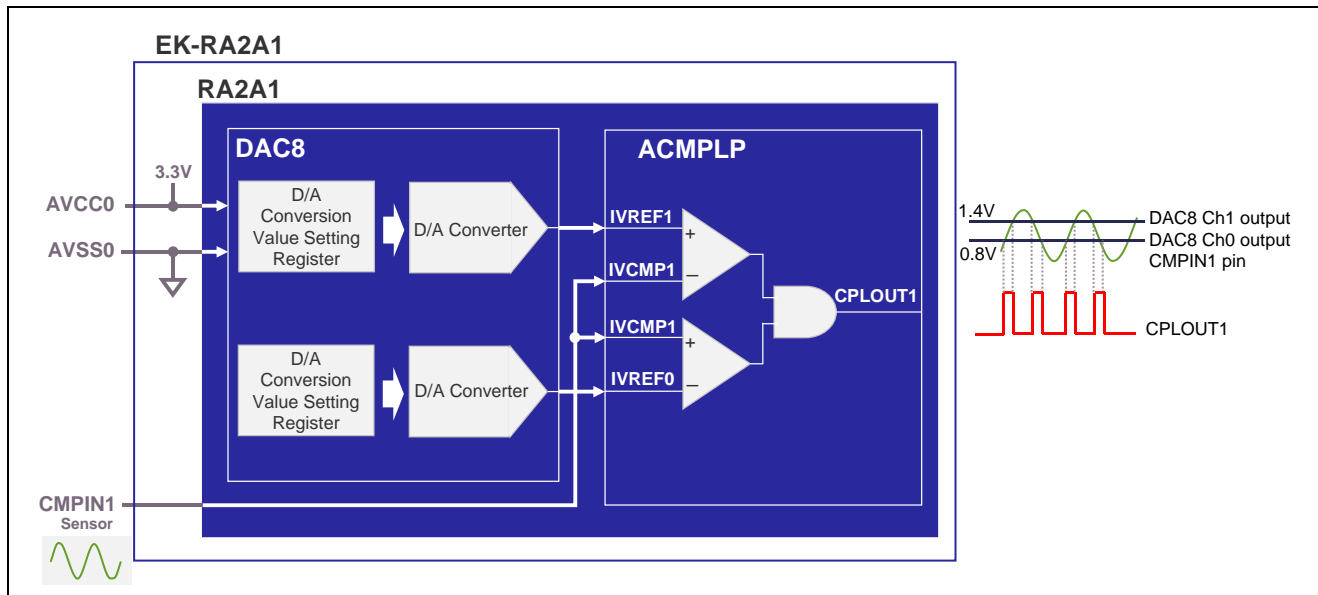 EK-RA2A1
RA2A1
DAC8
ACMPLP
3.3V
AVCC0
AVSS0
D/A
Conversion
Value Setting
Register
D/A Converter
IVREF1
+
IVCMP1
–
CPLOUT1
IVCMP1
+
IVREF0
–
D/A
Conversion
Value Setting
Register
D/A Converter
CMPIN1
Sensor
1.4V
DAC8 Ch1 output
DAC8 Ch0 output
0.8V
CMPIN1 pin
CPLOUT1